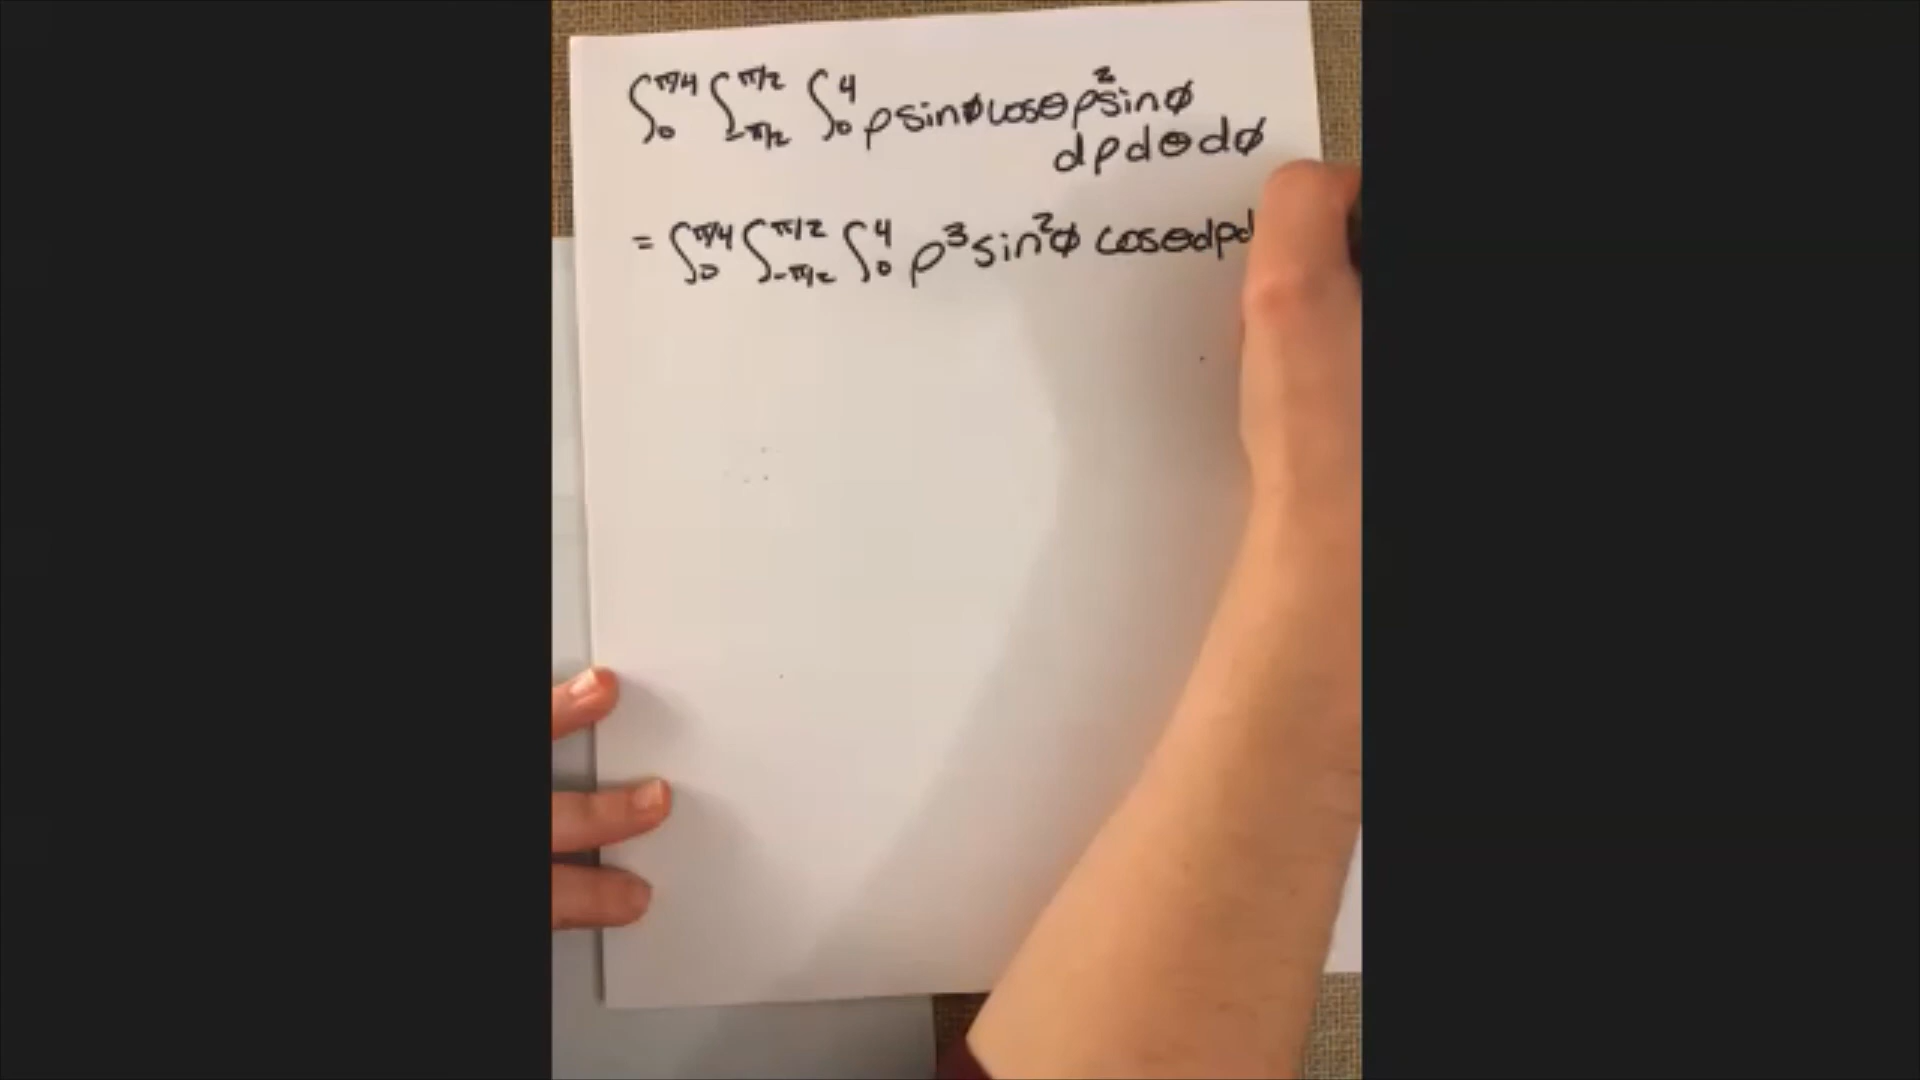 ∫₀^π/4 ∫₋π/2^π/2 ∫₀⁴ ρ sinϕ cosθ ρ² sinϕ
dρ dθ dϕ
= ∫₀^π/4 ∫₋π/2^π/2 ∫₀⁴ ρ³ sin²ϕ cosθ dρ d